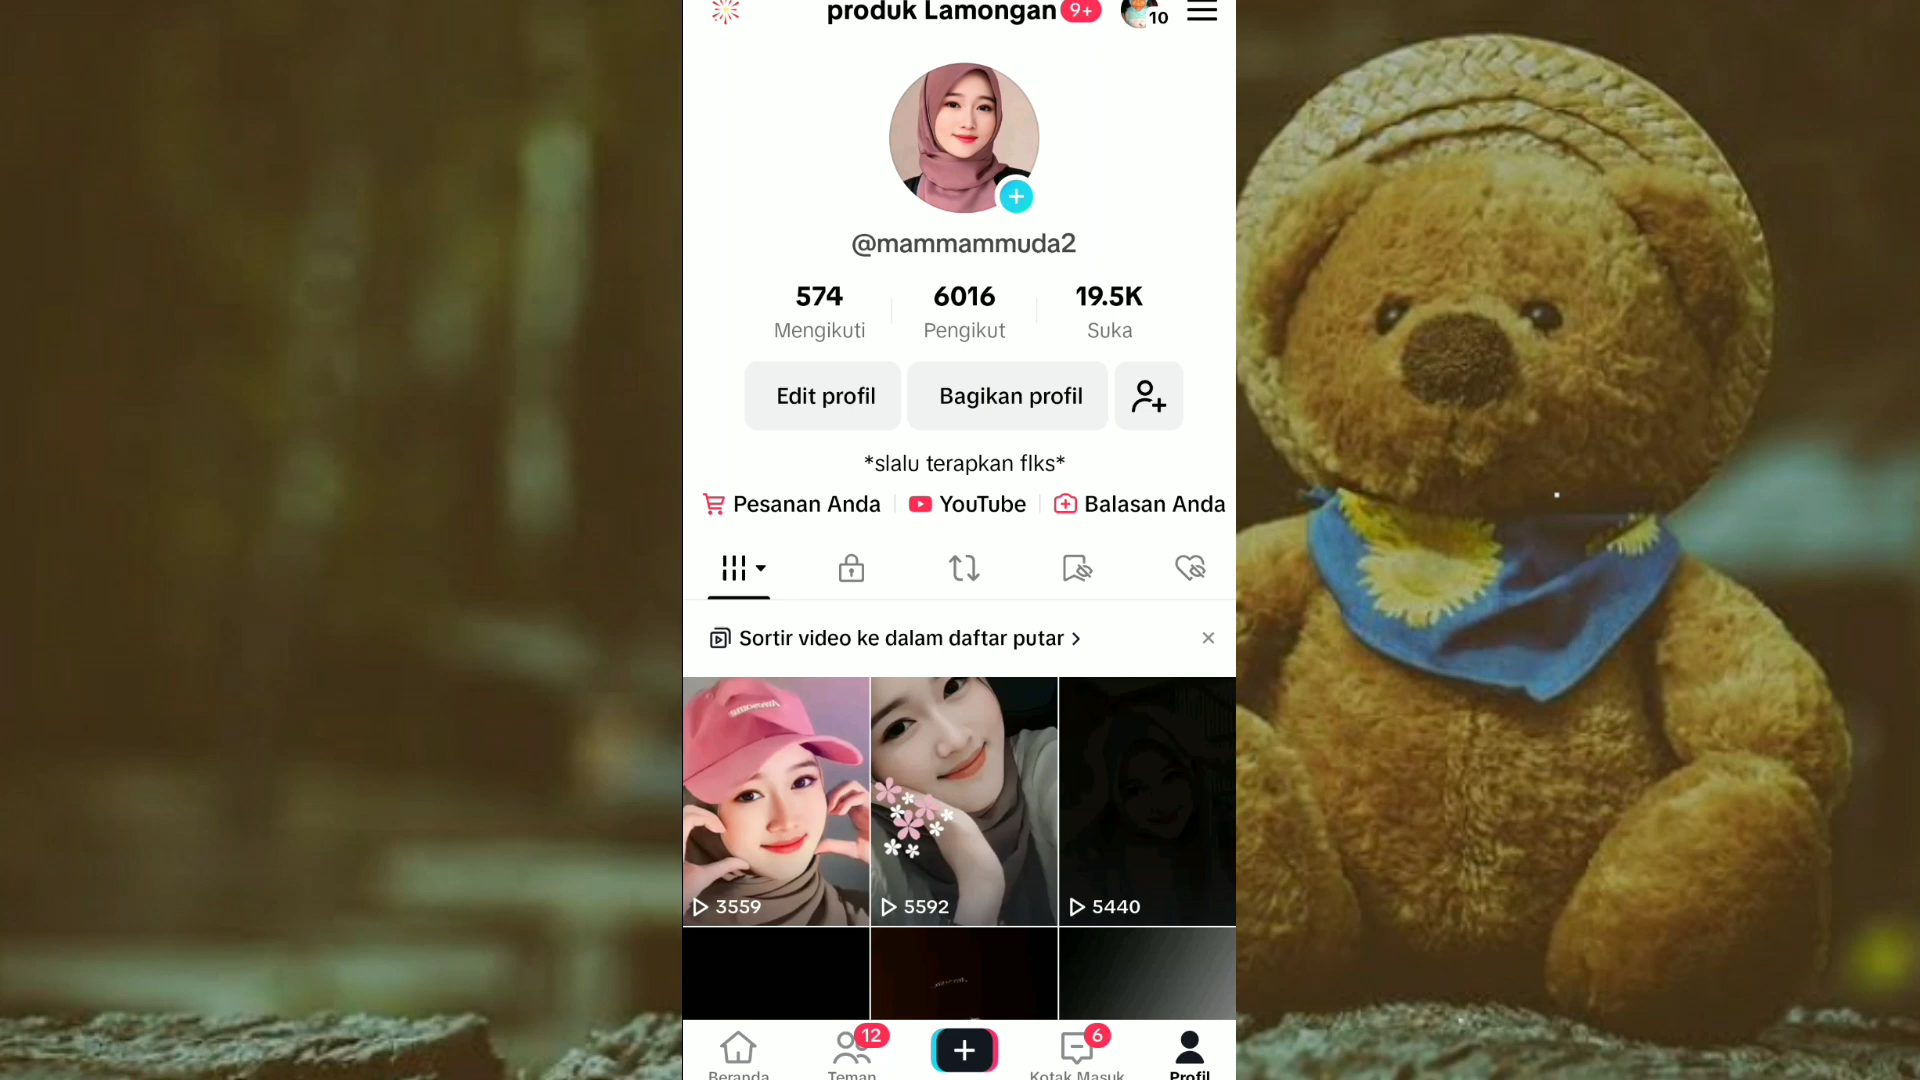 produk Lamongan 9+ 10
@mammammuda2
574 6016 19.5K
Mengikuti Pengikut Suka
Edit profil Bagikan profil
*slalu terapkan flks*
Pesanan Anda YouTube Balasan Anda
Sortir video ke dalam daftar putar >
3559 5592 5440
12 6
Beranda Teman Kotak Masuk Profil